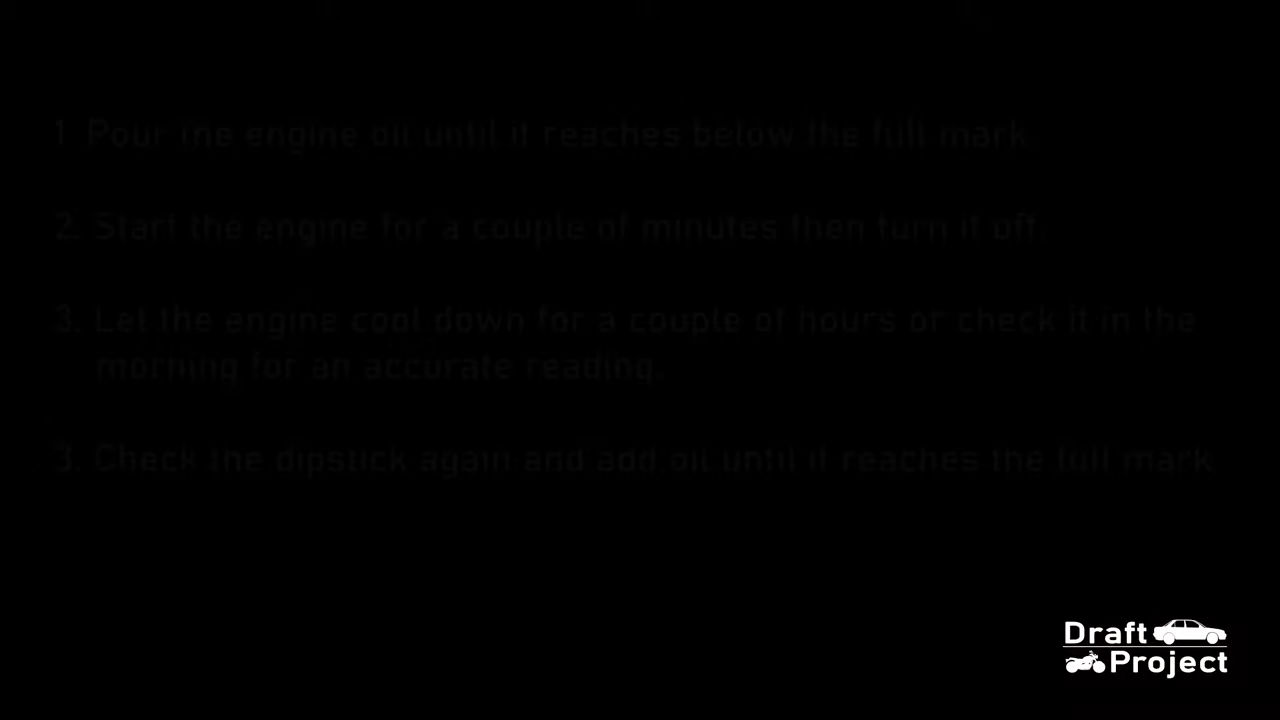 1. Pour the engine oil until it reaches below the full mark.
2. Start the engine for a couple of minutes then turn it off.
3. Let the engine cool down for a couple of hours or check it in the
morning for an accurate reading.
3. Check the dipstick again and add oil until it reaches the full mark
Draft
Project